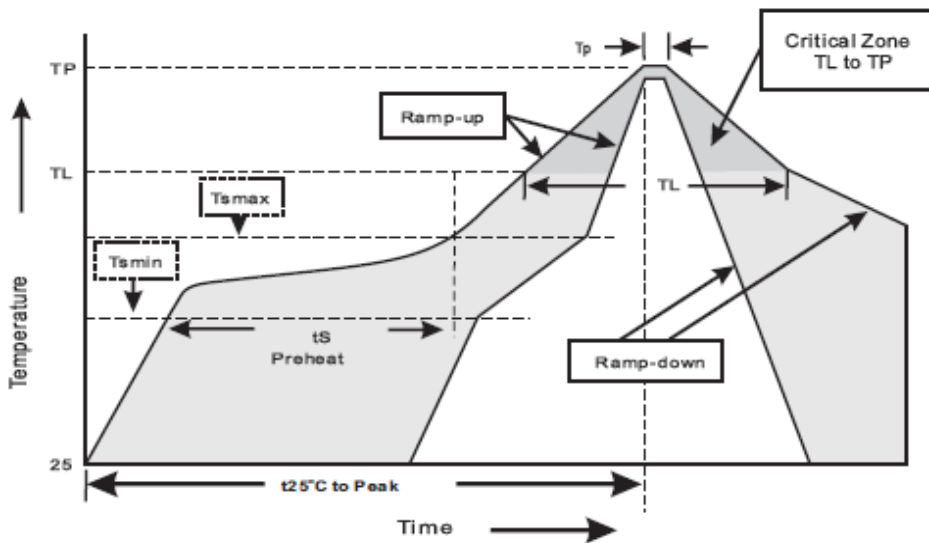 Tp
Critical Zone
TL to TP
TP
Ramp-up
TL
TL
Tsmax
Tsmin
Temperature
tS
Preheat
Ramp-down
25
t25˚C to Peak
Time